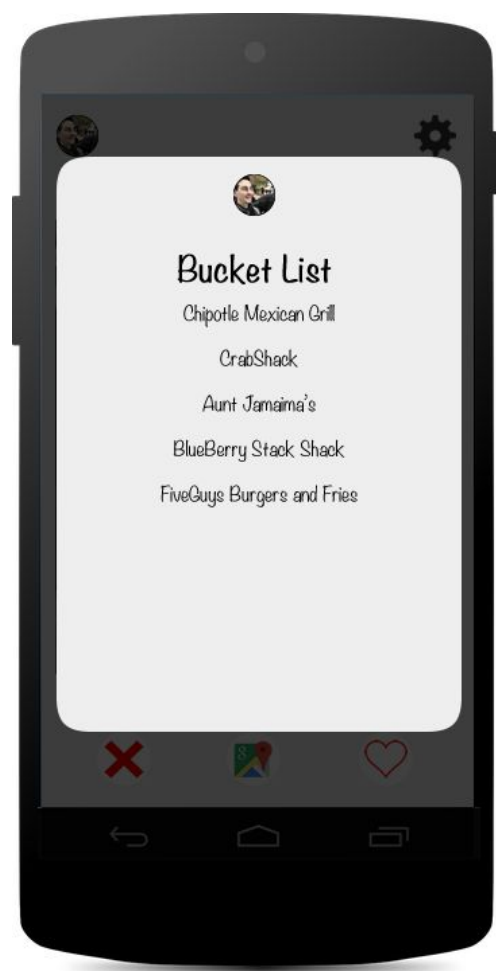 Bucket List
Chipotle Mexican Grill
CrabShack
Aunt Jamaima's
BlueBerry Stack Shack
FiveGuys Burgers and Fries